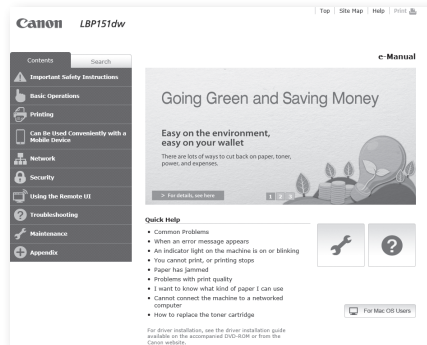 Top | Site Map | Help | Print
Canon LBP151dw
Contents
Search
e-Manual
Important Safety Instructions
Basic Operations
Printing
Can Be Used Conveniently with a
Mobile Device
Network
Security
Using the Remote UI
Troubleshooting
Maintenance
Appendix
Going Green and Saving Money
Easy on the environment,
easy on your wallet
There are lots of ways to cut back on paper, toner,
power, and expenses.
> For details, see here
1 2 3
Quick Help
• Common Problems
• When an error message appears
• An indicator light on the machine is on or blinking
• You cannot print, or printing stops
• Paper has jammed
• Problems with print quality
• I want to know what kind of paper I can use
• Cannot connect the machine to a networked
computer
• How to replace the toner cartridge
For Mac OS Users
For driver installation, see the driver installation guide
available on the accompanied DVD-ROM or from the
Canon website.